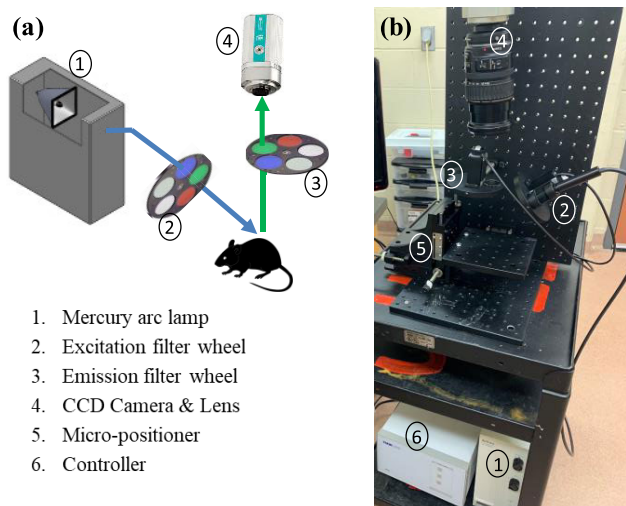 (a)
(b)
1
4
4
3
2
3
2
5
1. Mercury arc lamp
2. Excitation filter wheel
3. Emission filter wheel
4. CCD Camera & Lens
5. Micro-positioner
6. Controller
6
1